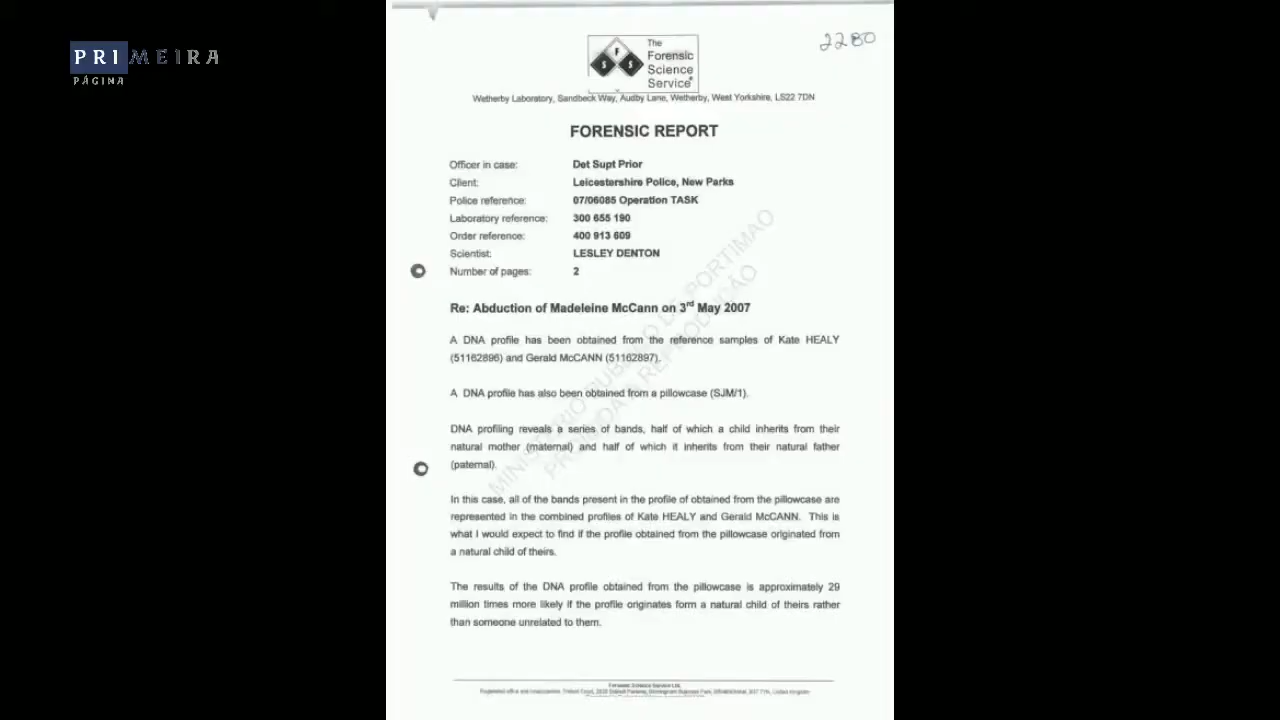 PRIMEIRA
PÁGINA
2280
F
S S
The
Forensic
Science
Service
Wetherby Laboratory, Sandbeck Way, Audby Lane, Wetherby, West Yorkshire, LS22 7DN
FORENSIC REPORT
Officer in case: Det Supt Prior
Client: Leicestershire Police, New Parks
Police reference: 07/06085 Operation TASK
Laboratory reference: 300 655 190
Order reference: 400 913 609
Scientist: LESLEY DENTON
Number of pages: 2
Re: Abduction of Madeleine McCann on 3rd May 2007
A DNA profile has been obtained from the reference samples of Kate HEALY
(51162896) and Gerald McCANN (51162897).
A DNA profile has also been obtained from a pillowcase (SJM/1).
DNA profiling reveals a series of bands, half of which a child inherits from their
natural mother (maternal) and half of which it inherits from their natural father
(paternal).
In this case, all of the bands present in the profile of obtained from the pillowcase are
represented in the combined profiles of Kate HEALY and Gerald McCANN. This is
what I would expect to find if the profile obtained from the pillowcase originated from
a natural child of theirs.
The results of the DNA profile obtained from the pillowcase is approximately 29
million times more likely if the profile originates form a natural child of theirs rather
than someone unrelated to them.
MINISTÉRIO PUBLICO DE PORTIMAO
PROIBIDA A REPRODUÇÃO
Forensic Science Service Ltd.